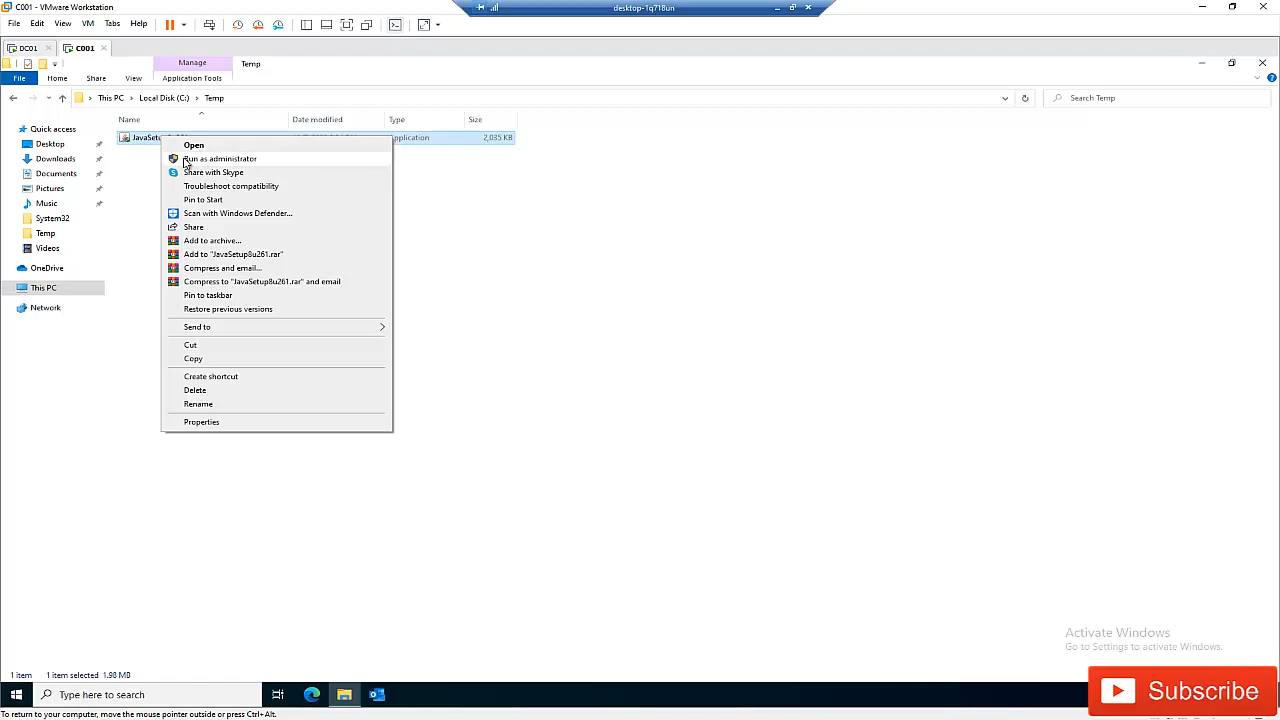 C001 - VMware Workstation
desktop-1q718un
File Edit View VM Tabs Help
DC01
C001
Manage
Temp
File Home Share View Application Tools
This PC > Local Disk (C:) > Temp
Search Temp
Name Date modified Type Size
Quick access
Desktop
Downloads
Documents
Pictures
Music
System32
Temp
Videos
OneDrive
This PC
Network
2,035 KB
Open
Run as administrator
Share with Skype
Troubleshoot compatibility
Pin to Start
Scan with Windows Defender...
Share
Add to archive...
Add to "JavaSetup8u261.rar"
Compress and email...
Compress to "JavaSetup8u261.rar" and email
Pin to taskbar
Restore previous versions
Send to
Cut
Copy
Create shortcut
Delete
Rename
Properties
Activate Windows
Go to Settings to activate Windows.
1 item 1 item selected 1.98 MB
Type here to search
Subscribe
To return to your computer, move the mouse pointer outside or press Ctrl+Alt.